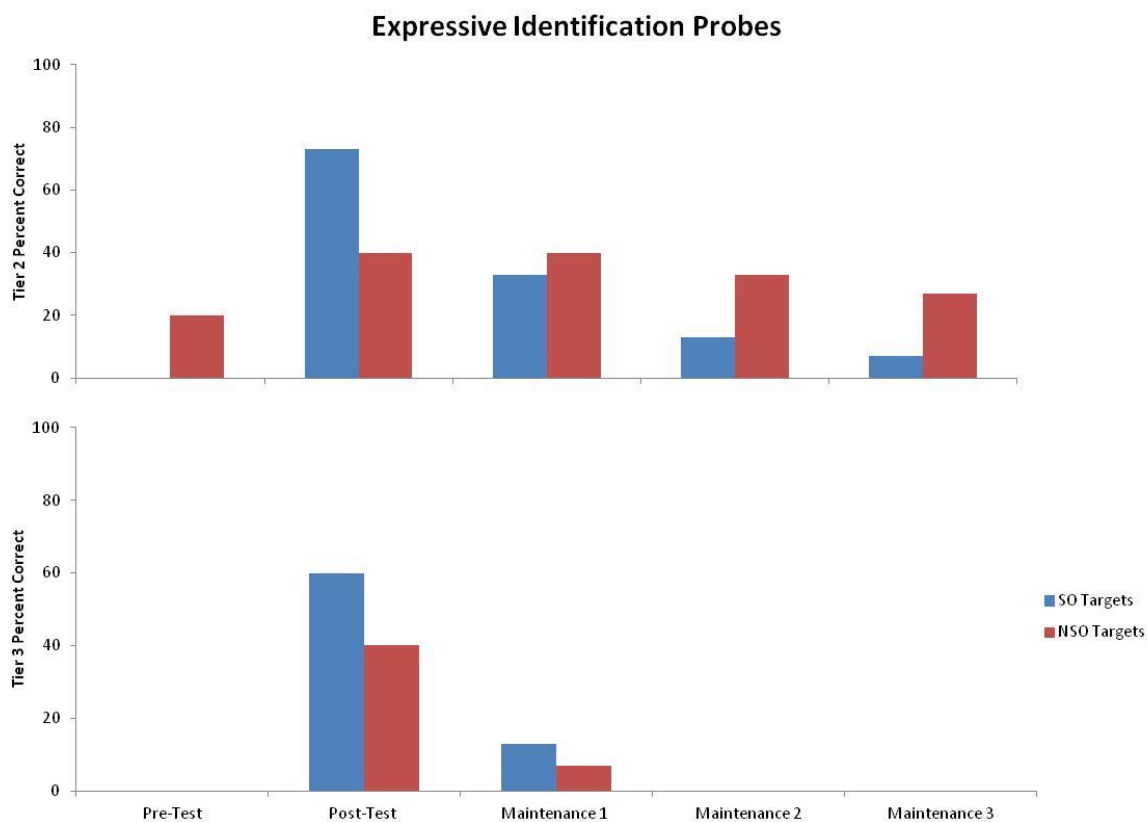 Expressive Identification Probes
Tier 2 Percent Correct
100
80
60
40
20
0
Tier 3 Percent Correct
100
80
60
40
20
0
Pre-Test Post-Test Maintenance 1 Maintenance 2 Maintenance 3
SO Targets
NSO Targets